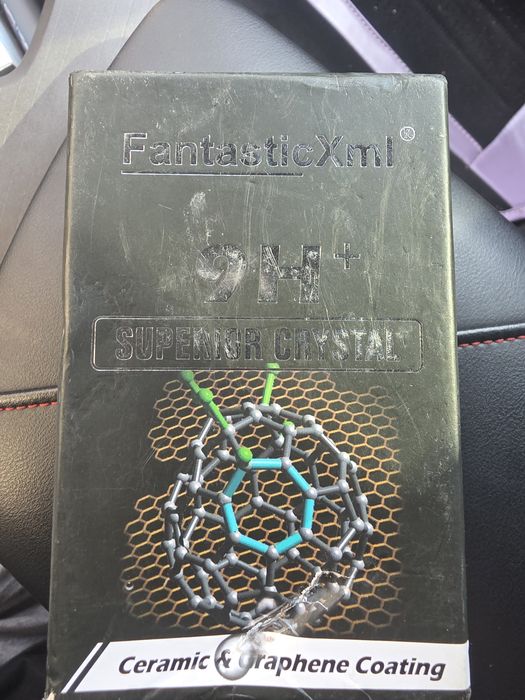 FantasticXml®
9H+
SUPERIOR CRYSTAL
Ceramic & Graphene Coating